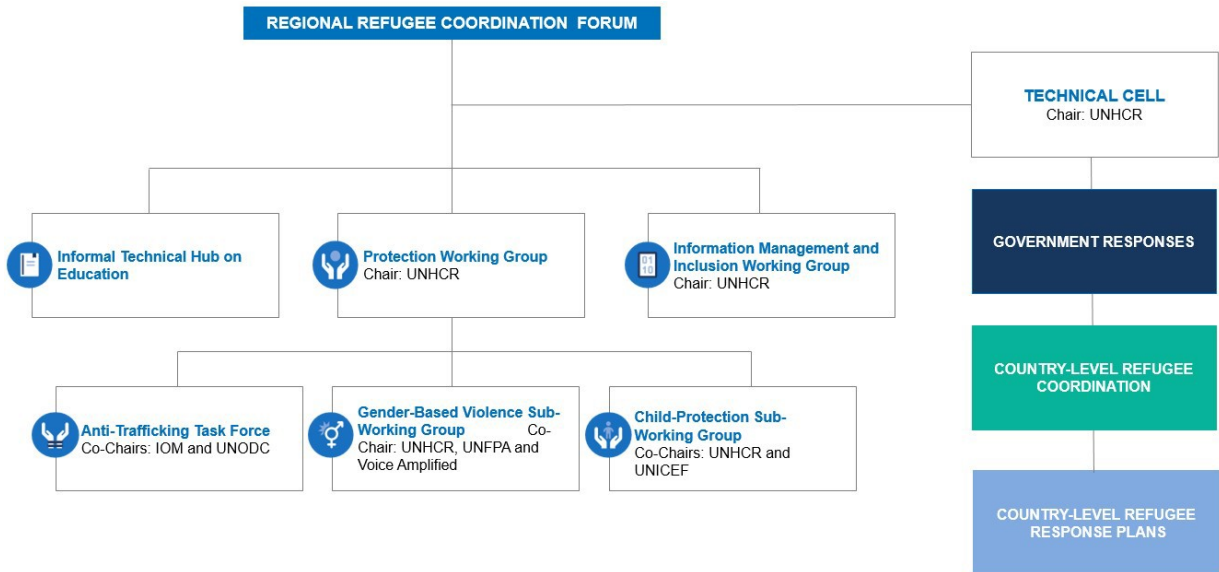 REGIONAL REFUGEE COORDINATION FORUM
TECHNICAL CELL
Chair: UNHCR
Informal Technical Hub on
Education
Protection Working Group
Chair: UNHCR
01
10
Information Management and
Inclusion Working Group
Chair: UNHCR
GOVERNMENT RESPONSES
COUNTRY-LEVEL REFUGEE
COORDINATION
Anti-Trafficking Task Force
Co-Chairs: IOM and UNODC
Gender-Based Violence Sub-
Working Group Co-
Chair: UNHCR, UNFPA and
Voice Amplified
Child-Protection Sub-
Working Group
Co-Chairs: UNHCR and
UNICEF
COUNTRY-LEVEL REFUGEE
RESPONSE PLANS